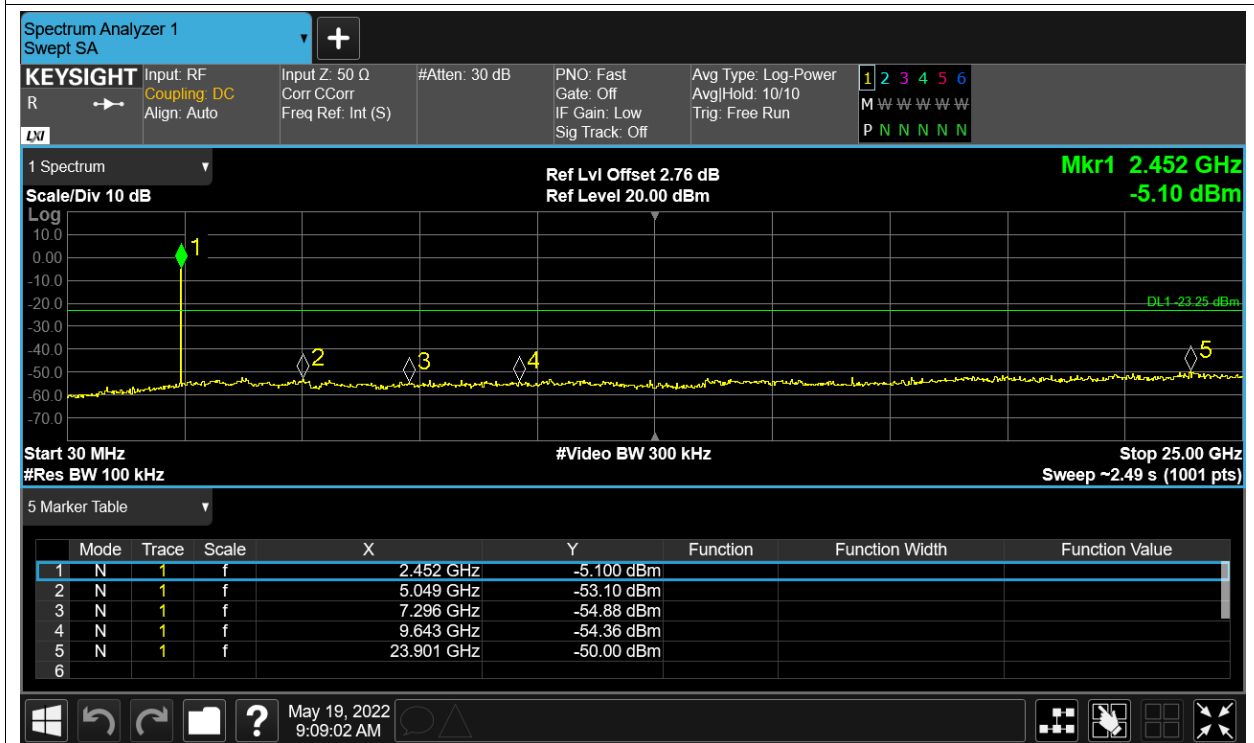 Spectrum Analyzer 1
Swept SA
KEYSIGHT
R
LXI
Input: RF
Coupling: DC
Align: Auto
Input Z: 50 Ω
Corr CCorr
Freq Ref: Int (S)
#Atten: 30 dB
PNO: Fast
Gate: Off
IF Gain: Low
Sig Track: Off
Avg Type: Log-Power
Avg|Hold: 10/10
Trig: Free Run
1 2 3 4 5 6
M W W W W W
P N N N N N
1 Spectrum
Scale/Div 10 dB
Ref Lvl Offset 2.76 dB
Ref Level 20.00 dBm
Mkr1 2.452 GHz
-5.10 dBm
Log
10.0
0.00
-10.0
-20.0
-30.0
-40.0
-50.0
-60.0
-70.0
1
2
3
4
5
DL1 -23.25 dBm
Start 30 MHz
#Res BW 100 kHz
#Video BW 300 kHz
Stop 25.00 GHz
Sweep ~2.49 s (1001 pts)
5 Marker Table
Mode Trace Scale X Y Function Function Width Function Value
1 N 1 f 2.452 GHz -5.100 dBm
2 N 1 f 5.049 GHz -53.10 dBm
3 N 1 f 7.296 GHz -54.88 dBm
4 N 1 f 9.643 GHz -54.36 dBm
5 N 1 f 23.901 GHz -50.00 dBm
6
?
May 19, 2022
9:09:02 AM